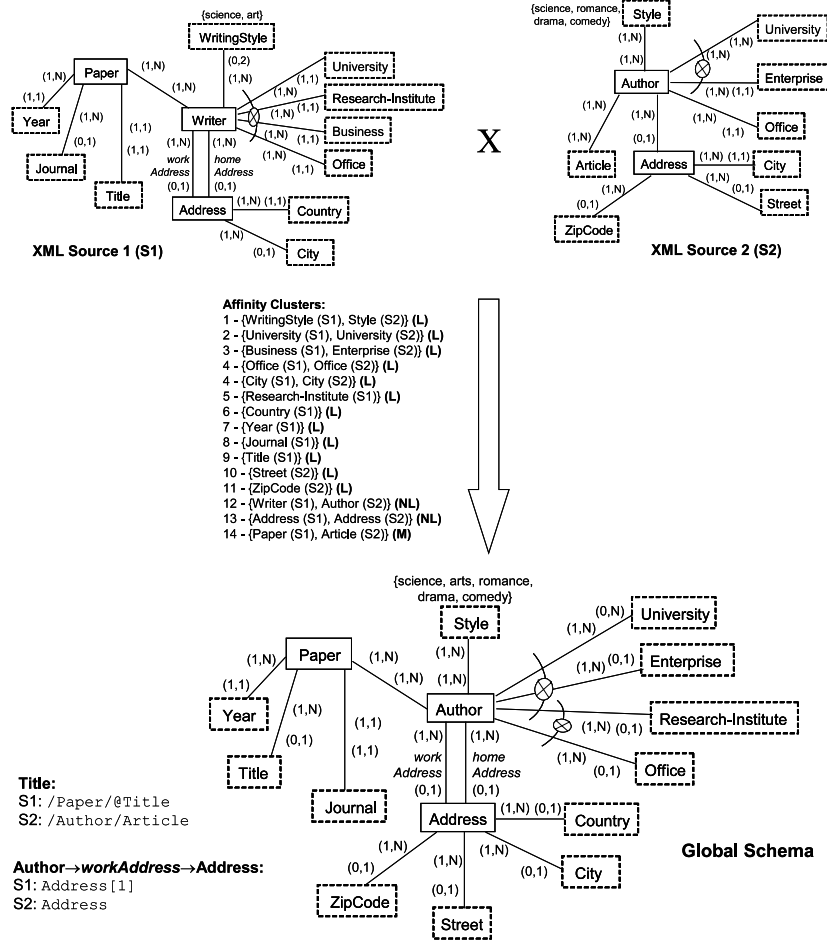 {science, art}
WritingStyle
(0,2)
(1,N)
Paper
(1,N)
(1,N)
(1,N)
(1,1)
Year
(1,N)
(0,1)
Journal
(1,1)
(1,1)
Title
Writer
(1,N) (1,1)
University
(1,N) (1,1)
Research-Institute
(1,N) (1,1)
Business
(1,N) (1,1)
Office
(1,N) (1,N)
work
Address
home
Address
(0,1) (0,1)
Address
(1,N) (1,1)
Country
(1,N)
(0,1)
City
XML Source 1 (S1)
X
{science, romance,
drama, comedy}
Style
(1,N)
(1,N)
Author
(1,N)
(1,N)
University
(1,N) (1,1)
Enterprise
(1,N)
(1,1)
Office
(1,N)
(1,N)
Article
(1,N)
(0,1)
Address
(1,N) (1,1)
City
(1,N)
(0,1)
Street
(1,N)
(0,1)
ZipCode
XML Source 2 (S2)
Affinity Clusters:
1 - {WritingStyle (S1), Style (S2)} (L)
2 - {University (S1), University (S2)} (L)
3 - {Business (S1), Enterprise (S2)} (L)
4 - {Office (S1), Office (S2)} (L)
4 - {City (S1), City (S2)} (L)
5 - {Research-Institute (S1)} (L)
6 - {Country (S1)} (L)
7 - {Year (S1)} (L)
8 - {Journal (S1)} (L)
9 - {Title (S1)} (L)
10 - {Street (S2)} (L)
11 - {ZipCode (S2)} (L)
12 - {Writer (S1), Author (S2)} (NL)
13 - {Address (S1), Address (S2)} (NL)
14 - {Paper (S1), Article (S2)} (M)
{science, arts, romance,
drama, comedy}
Style
(1,N)
(1,N)
Paper
(1,N)
(1,N)
(1,N)
(1,1)
Year
(1,N)
(0,1)
Title
(1,1)
(1,1)
Journal
Author
(0,N)
(1,N)
University
(1,N) (0,1)
Enterprise
(1,N) (0,1)
Research-Institute
(1,N)
(0,1)
Office
(1,N) (1,N)
work
Address
home
Address
(0,1) (0,1)
Address
(1,N) (0,1)
Country
(1,N)
(0,1)
City
(1,N)
(0,1)
Street
(1,N)
(0,1)
ZipCode
Global Schema
Title:
S1: /Paper/@Title
S2: /Author/Article
Author→workAddress→Address:
S1: Address[1]
S2: Address